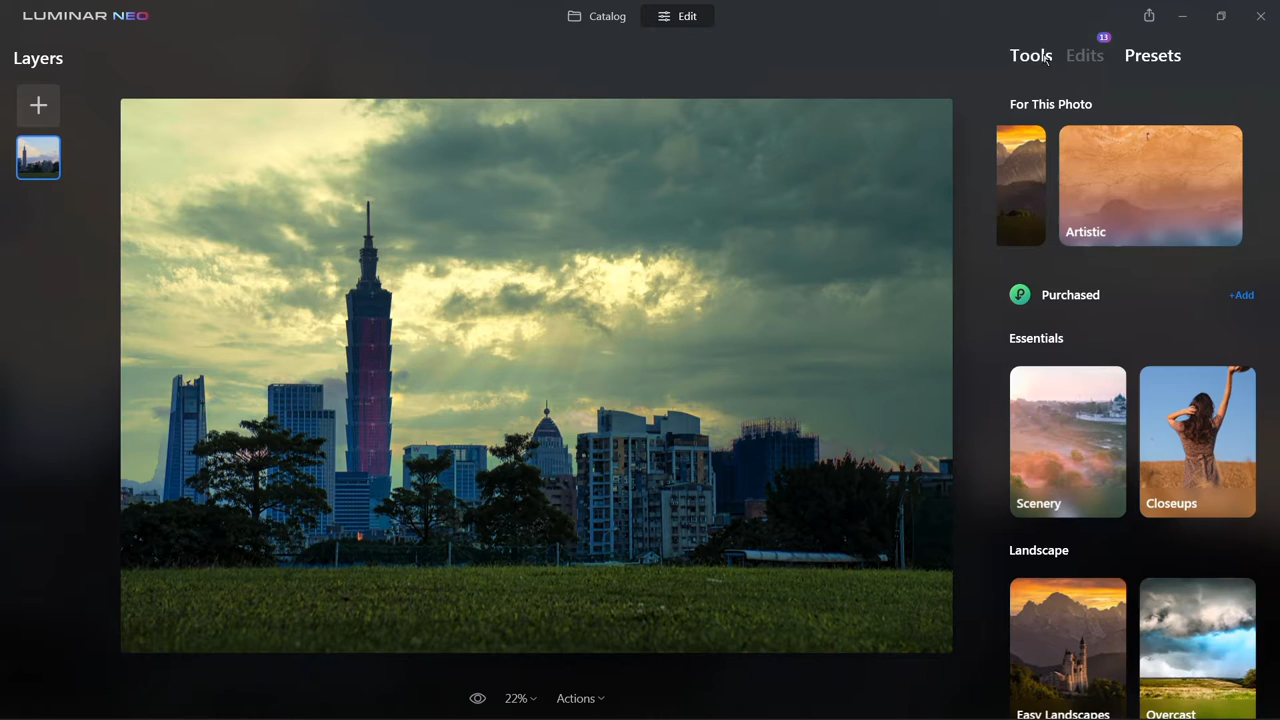 LUMINAR NEO
Catalog
Edit
Layers
Tools
Edits
13
Presets
For This Photo
Artistic
Purchased
+Add
Essentials
Scenery
Closeups
Landscape
Easy Landscapes
Overcast
22%
Actions